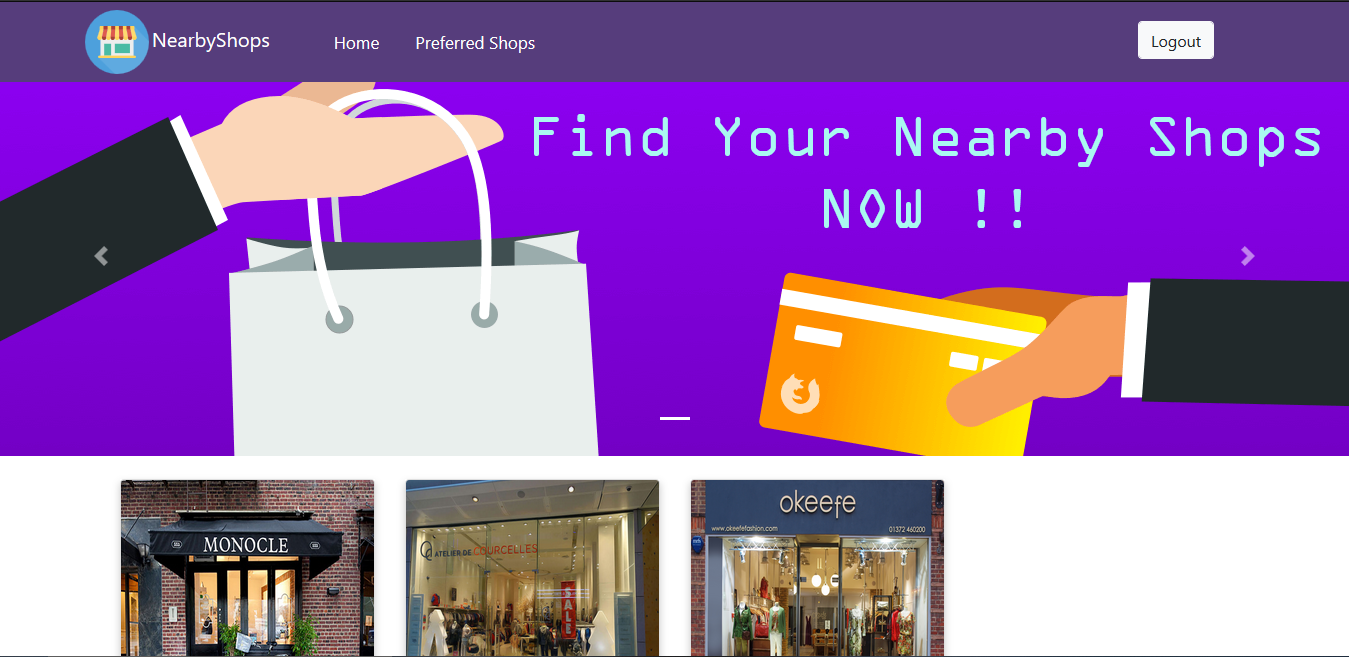 NearbyShops
Home
Preferred Shops
Logout
Find Your Nearby Shops
NOW !!
MONOCLE
ATELIER DE COURCELLES
SALE
okeefe
www.okeefefashion.com
01372 460200